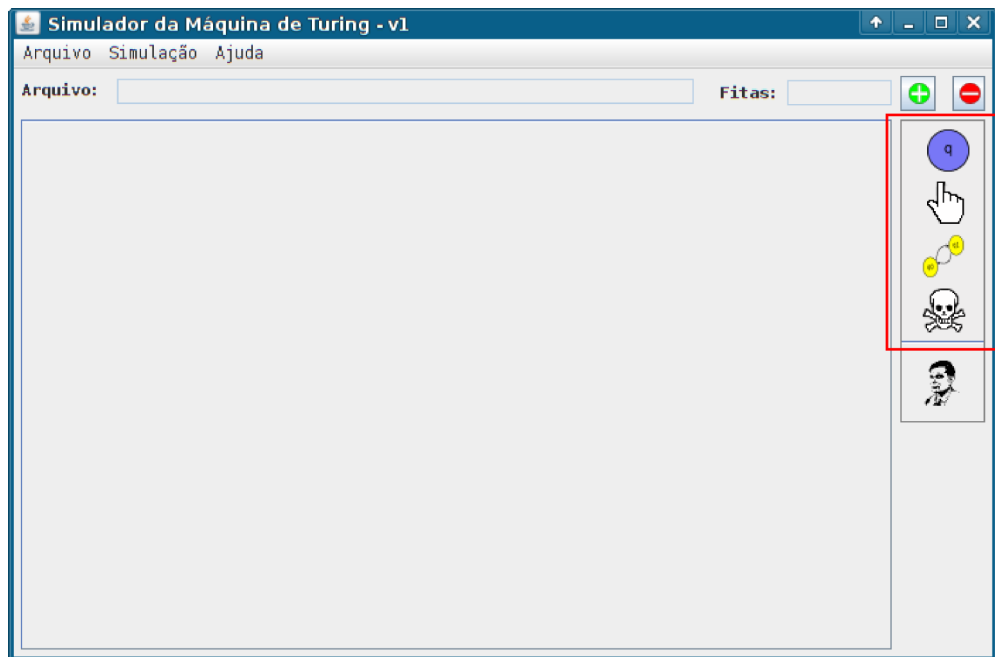 Simulador da Máquina de Turing - v1
Arquivo Simulação Ajuda
Arquivo: Fitas:
q